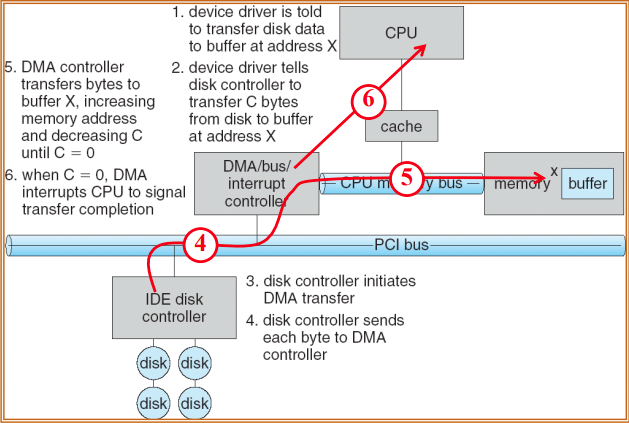 1. device driver is told
to transfer disk data
to buffer at address X
2. device driver tells
disk controller to
transfer C bytes
from disk to buffer
at address X
5. DMA controller
transfers bytes to
buffer X, increasing
memory address
and decreasing C
until C = 0
6. when C = 0, DMA
interrupts CPU to signal
transfer completion
CPU
6
cache
DMA/bus/
interrupt
controller
CPU m
5
y bus
memory
X
buffer
4
PCI bus
IDE disk
controller
3. disk controller initiates
DMA transfer
4. disk controller sends
each byte to DMA
controller
disk
disk
disk
disk